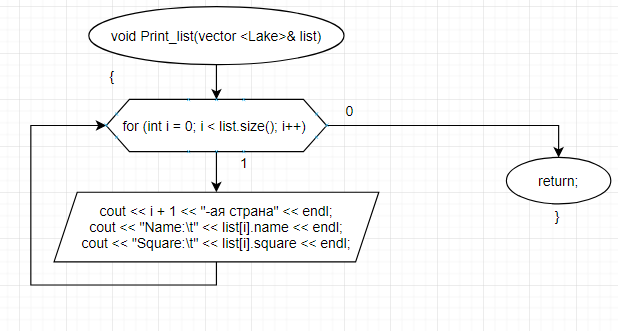 void Print_list(vector <Lake>& list)
{
for (int i = 0; i < list.size(); i++)
0
1
return;
}
cout << i + 1 << "-ая страна" << endl;
cout << "Name:\t" << list[i].name << endl;
cout << "Square:\t" << list[i].square << endl;